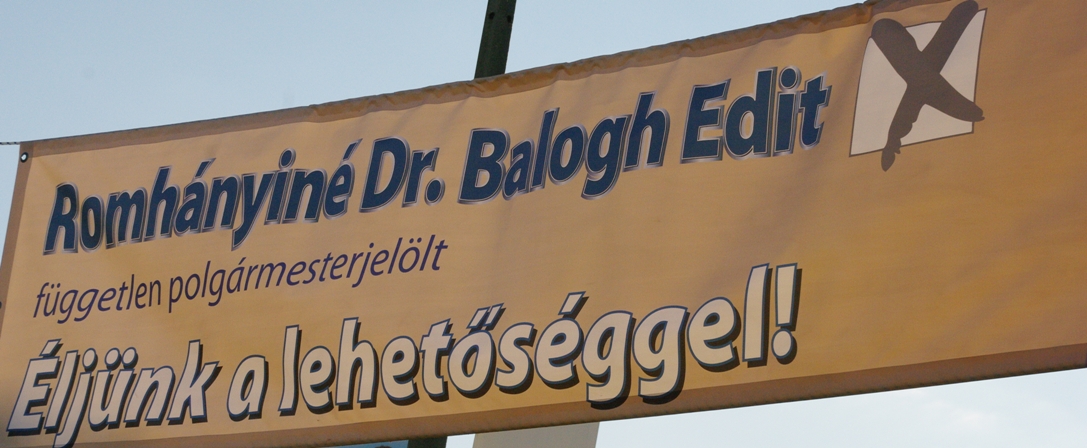 Romhányiné Dr. Balogh Edit
független polgármesterjelölt
Éljünk a lehetőséggel!